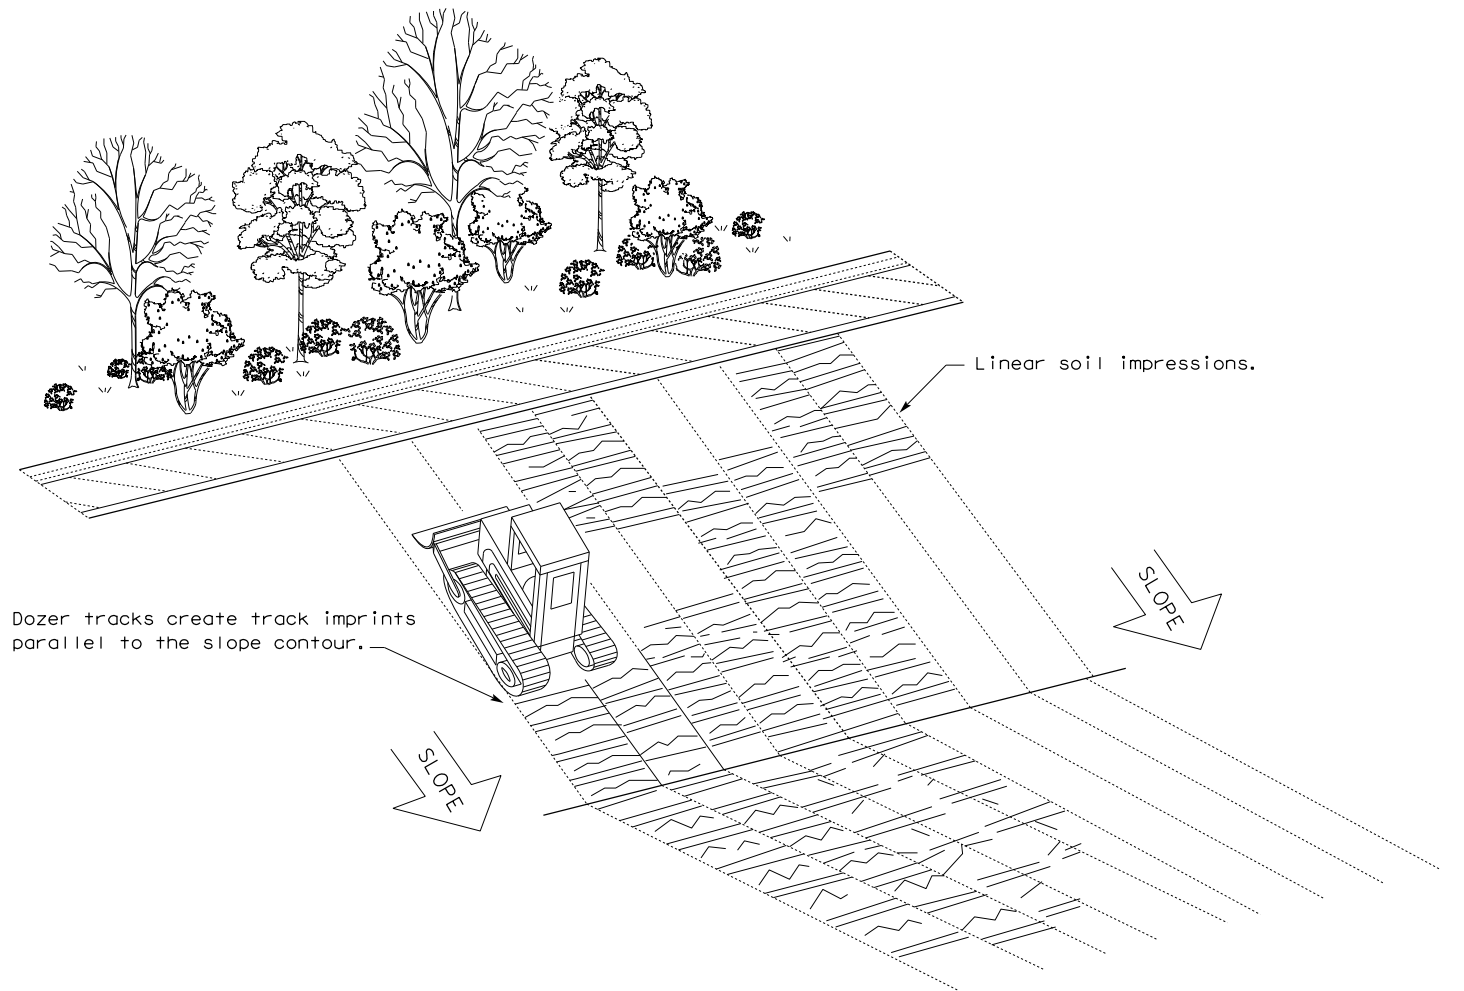 Linear soil impressions.
SLOPE
Dozer tracks create track imprints
parallel to the slope contour.
SLOPE